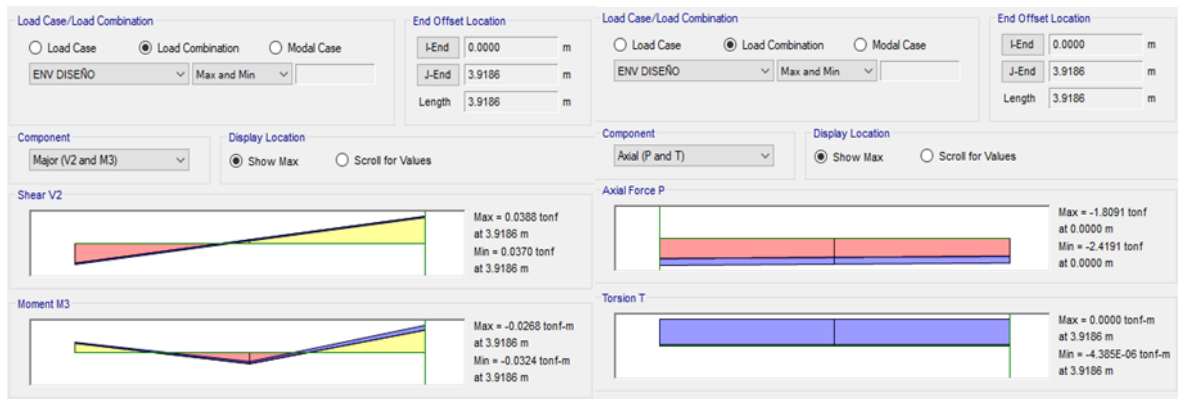 Load Case/Load Combination
Load Case Load Combination Modal Case
ENV DISEÑO Max and Min
End Offset Location
I-End 0.0000 m
J-End 3.9186 m
Length 3.9186 m
Component
Major (V2 and M3)
Display Location
Show Max Scroll for Values
Shear V2
Max = 0.0388 tonf
at 3.9186 m
Min = 0.0370 tonf
at 3.9186 m
Moment M3
Max = -0.0268 tonf-m
at 3.9186 m
Min = -0.0324 tonf-m
at 3.9186 m
Load Case/Load Combination
Load Case Load Combination Modal Case
ENV DISEÑO Max and Min
End Offset Location
I-End 0.0000 m
J-End 3.9186 m
Length 3.9186 m
Component
Axial (P and T)
Display Location
Show Max Scroll for Values
Axial Force P
Max = -1.8091 tonf
at 0.0000 m
Min = -2.4191 tonf
at 0.0000 m
Torsion T
Max = 0.0000 tonf-m
at 3.9186 m
Min = -4.385E-06 tonf-m
at 3.9186 m